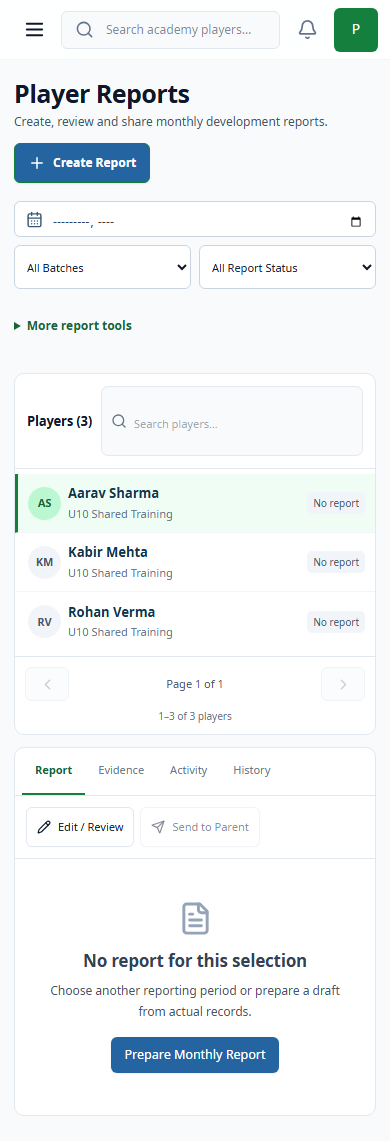 Search academy players...
P
Player Reports
Create, review and share monthly development reports.
Create Report
---------, ----
All Batches
All Report Status
More report tools
Players (3)
Search players...
AS
Aarav Sharma
U10 Shared Training
No report
KM
Kabir Mehta
U10 Shared Training
No report
RV
Rohan Verma
U10 Shared Training
No report
Page 1 of 1
1–3 of 3 players
Report
Evidence
Activity
History
Edit / Review
Send to Parent
No report for this selection
Choose another reporting period or prepare a draft
from actual records.
Prepare Monthly Report